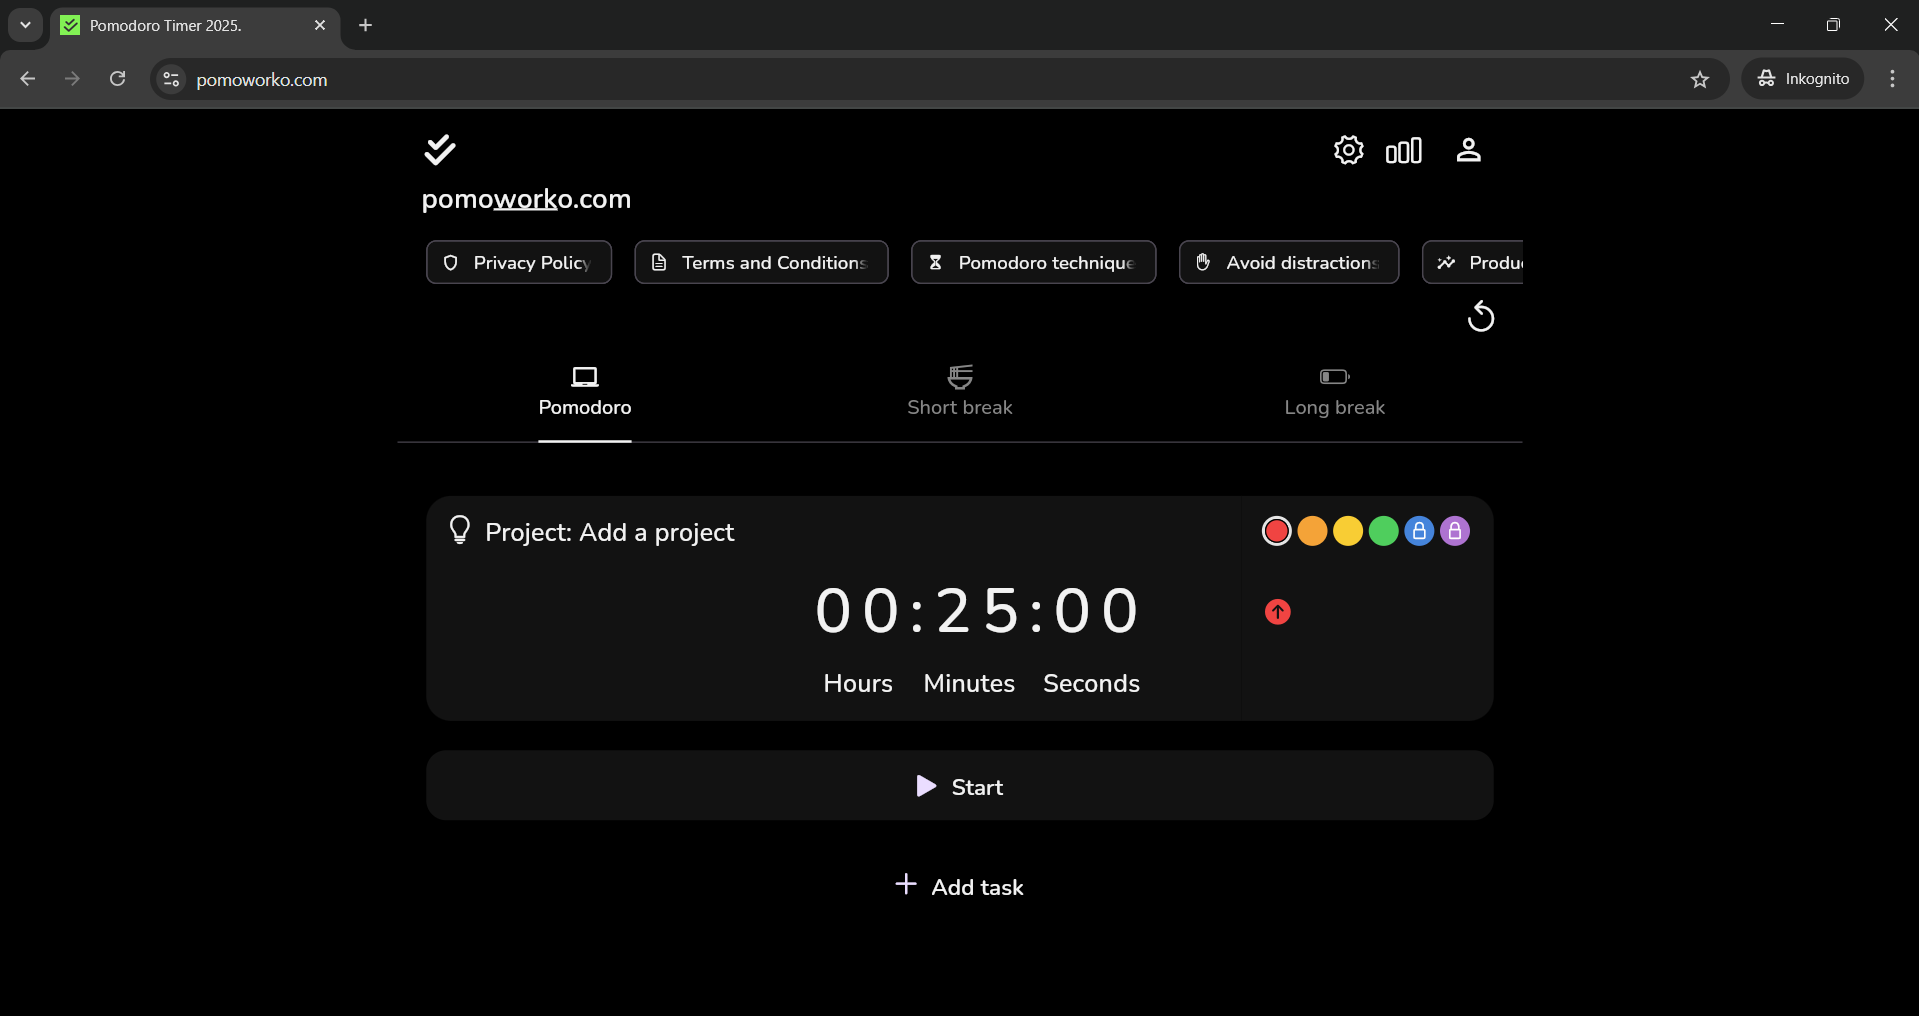 Pomodoro Timer 2025.
pomoworko.com
Inkognito
pomoworko.com
Privacy Policy
Terms and Conditions
Pomodoro technique
Avoid distractions
Produ
Pomodoro
Short break
Long break
Project: Add a project
00:25:00
Hours Minutes Seconds
Start
Add task